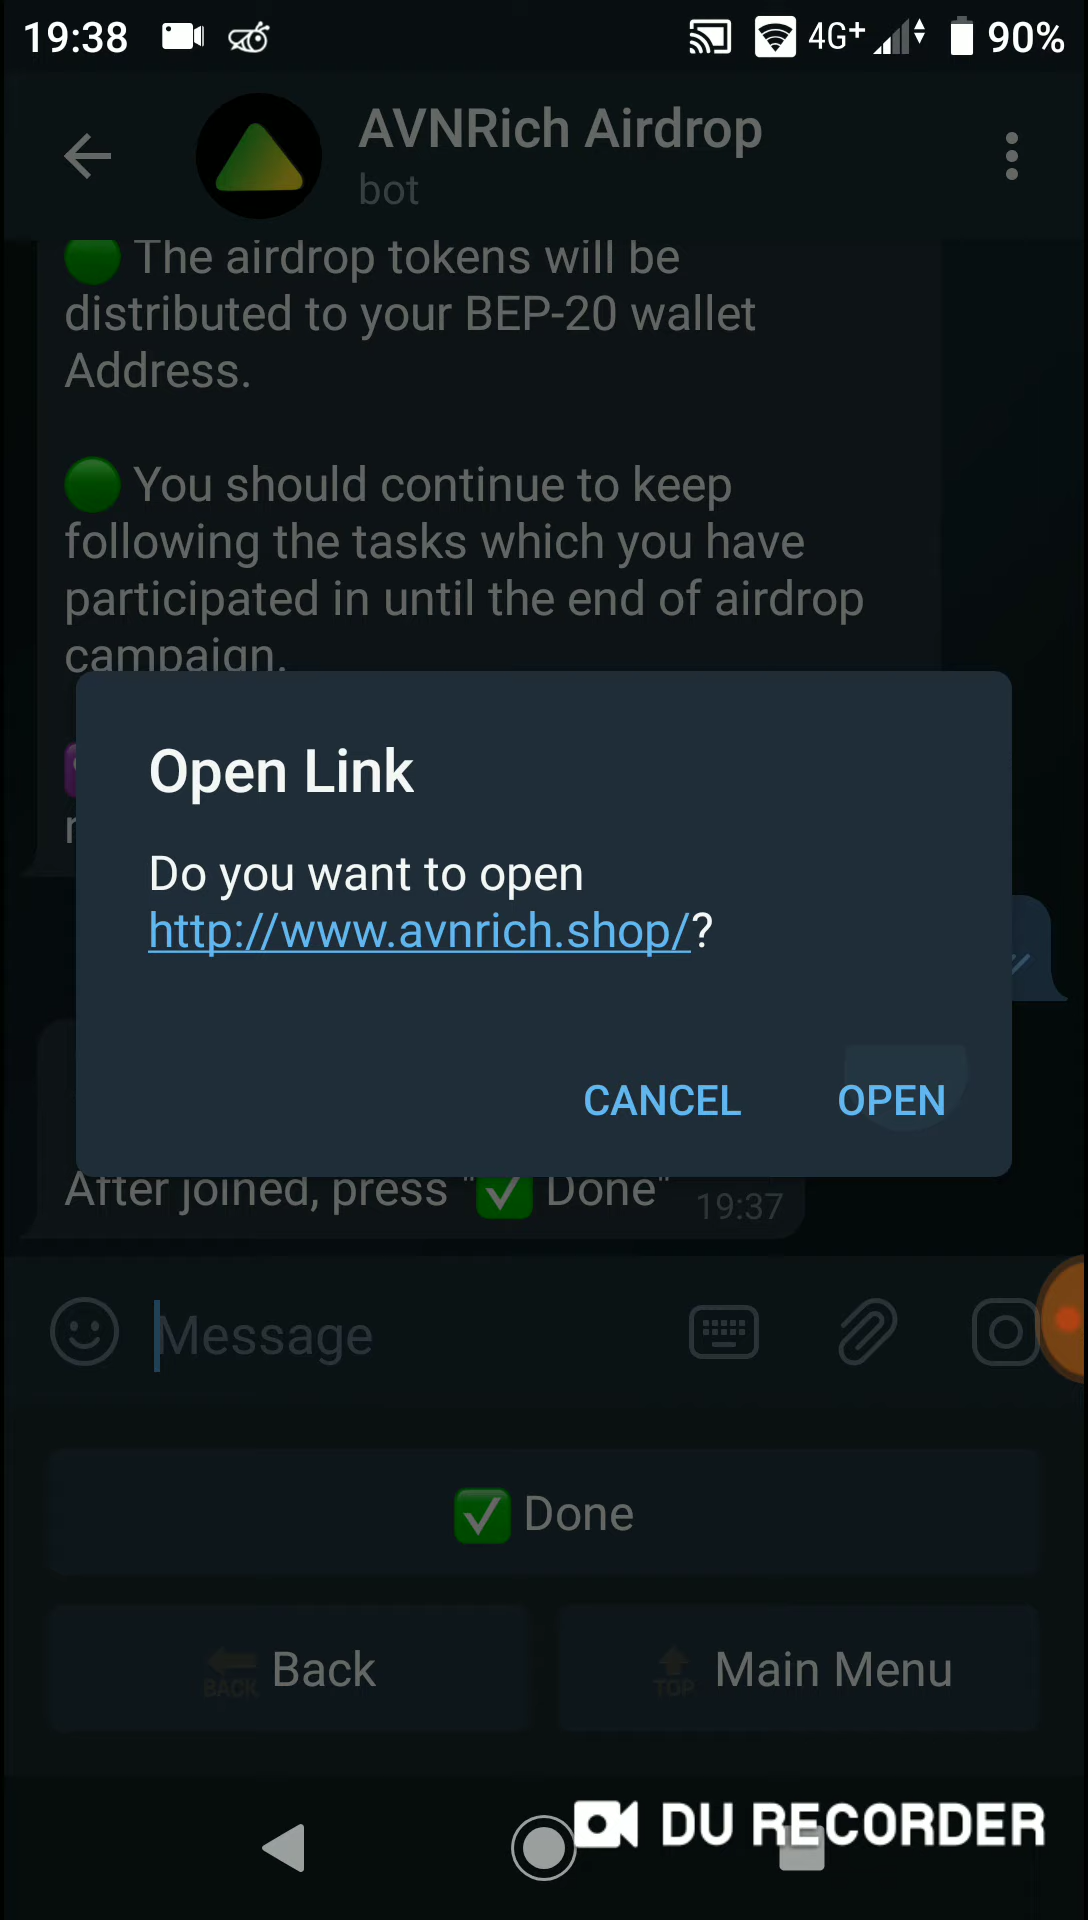 19:38 4G+ 90%
AVNRich Airdrop
bot
The airdrop tokens will be
distributed to your BEP-20 wallet
Address.
You should continue to keep
following the tasks which you have
participated in until the end of airdrop
campaign.
Open Link
Do you want to open
http://www.avnrich.shop/?
CANCEL OPEN
After joined, press "✅ Done" 19:37
Message
✅ Done
BACK Back
TOP Main Menu
DU RECORDER